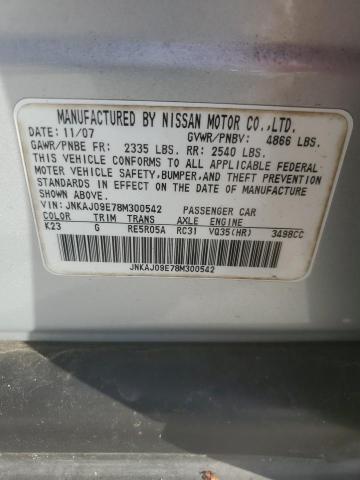 MANUFACTURED BY NISSAN MOTOR CO.,LTD.
DATE: 11/07 GVWR/PNBV: 4866 LBS.
GAWR/PNBE FR: 2335 LBS. RR: 2540 LBS.
THIS VEHICLE CONFORMS TO ALL APPLICABLE FEDERAL
MOTOR VEHICLE SAFETY,BUMPER,AND THEFT PREVENTION
STANDARDS IN EFFECT ON THE DATE OF MANUFACTURE
SHOWN ABOVE.
VIN: JNKAJ09E78M300542 PASSENGER CAR
COLOR TRIM TRANS AXLE ENGINE
K23 G RE5R05A RC31 VQ35(HR) 3498CC
JNKAJ09E78M300542